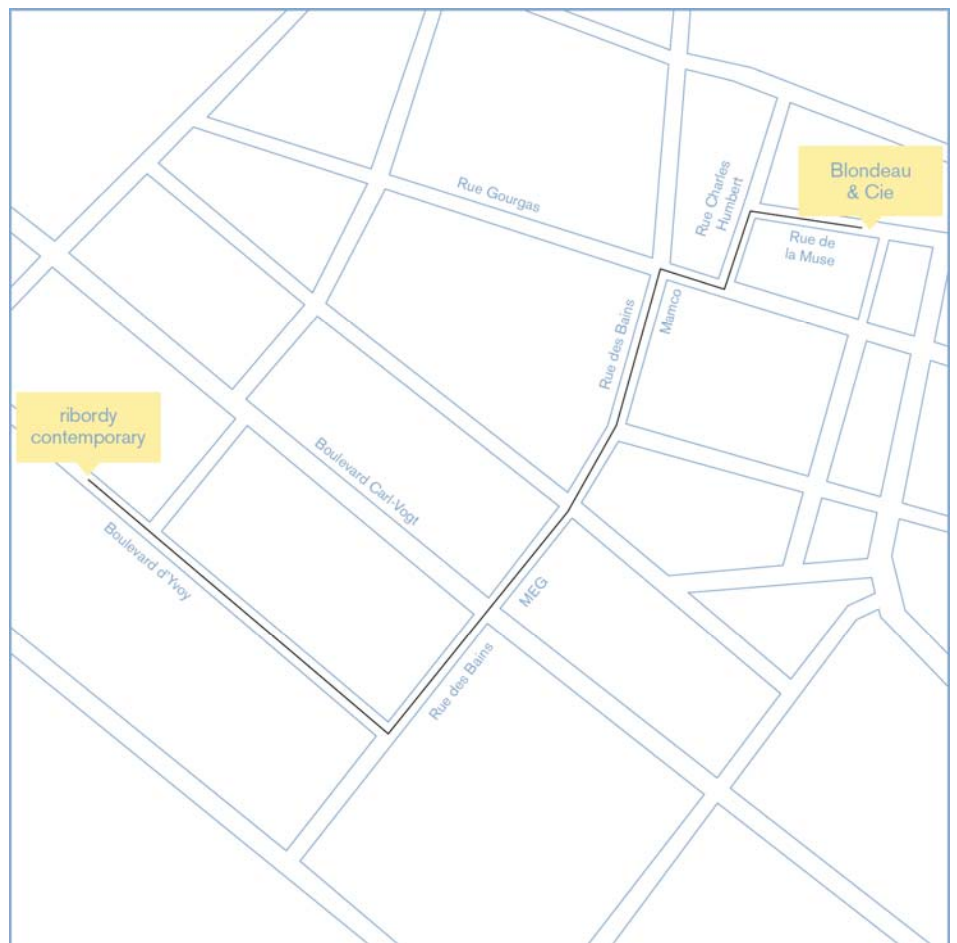 Blondeau
& Cie
Rue Charles
Humbert
Rue Gourgas
Rue de
la Muse
Mamco
Rue des Bains
ribordy
contemporary
Boulevard Carl-Vogt
Boulevard d'Yvoy
MEG
Rue des Bains